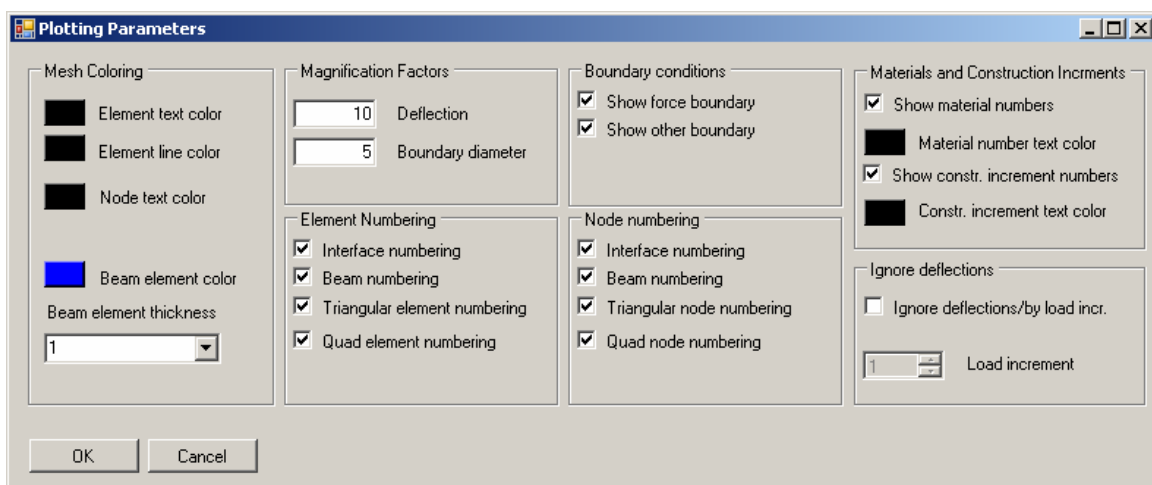 Plotting Parameters
Mesh Coloring
Element text color
Element line color
Node text color
Beam element color
Beam element thickness
1
Magnification Factors
10 Deflection
5 Boundary diameter
Element Numbering
Interface numbering
Beam numbering
Triangular element numbering
Quad element numbering
Boundary conditions
Show force boundary
Show other boundary
Node numbering
Interface numbering
Beam numbering
Triangular node numbering
Quad node numbering
Materials and Construction Incrments
Show material numbers
Material number text color
Show constr. increment numbers
Constr. increment text color
Ignore deflections
Ignore deflections/by load incr.
1 Load increment
OK Cancel